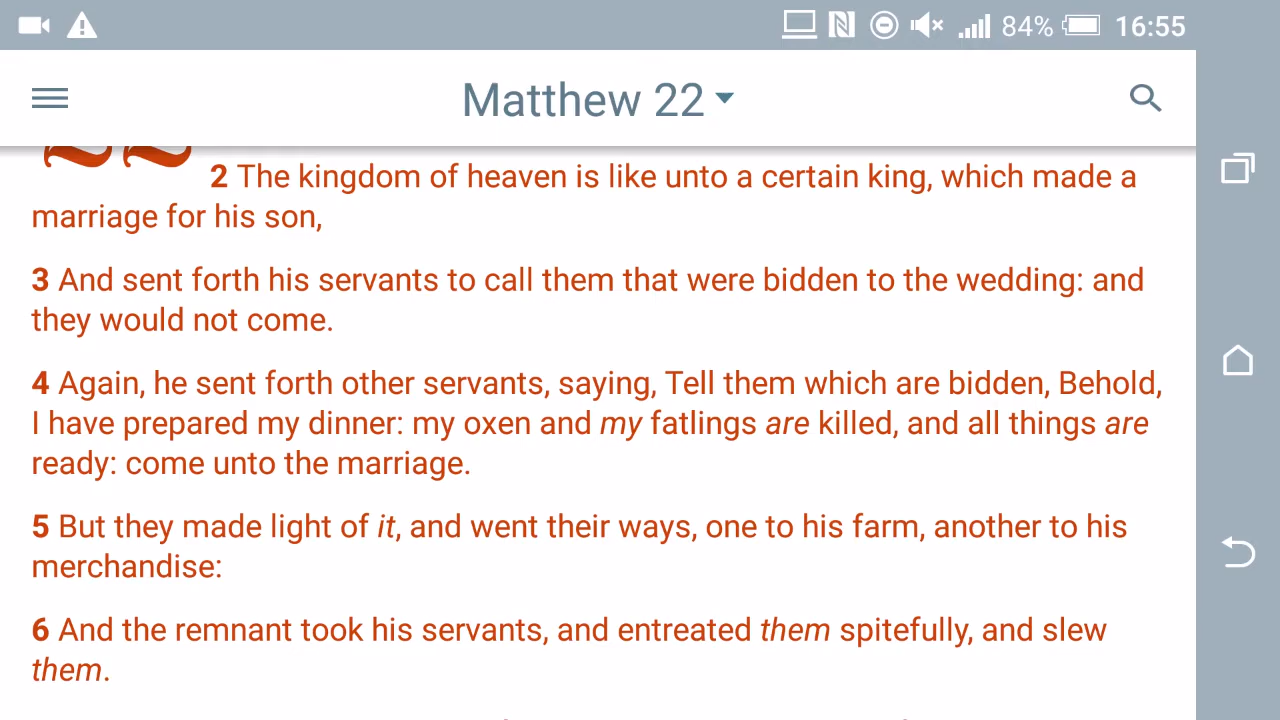 84% 16:55
Matthew 22
2 The kingdom of heaven is like unto a certain king, which made a
marriage for his son,
3 And sent forth his servants to call them that were bidden to the wedding: and
they would not come.
4 Again, he sent forth other servants, saying, Tell them which are bidden, Behold,
I have prepared my dinner: my oxen and my fatlings are killed, and all things are
ready: come unto the marriage.
5 But they made light of it, and went their ways, one to his farm, another to his
merchandise:
6 And the remnant took his servants, and entreated them spitefully, and slew
them.